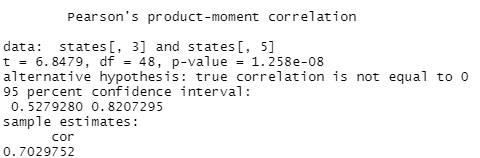 Pearson's product-moment correlation
data: states[, 3] and states[, 5]
t = 6.8479, df = 48, p-value = 1.258e-08
alternative hypothesis: true correlation is not equal to 0
95 percent confidence interval:
0.5279280 0.8207295
sample estimates:
cor
0.7029752